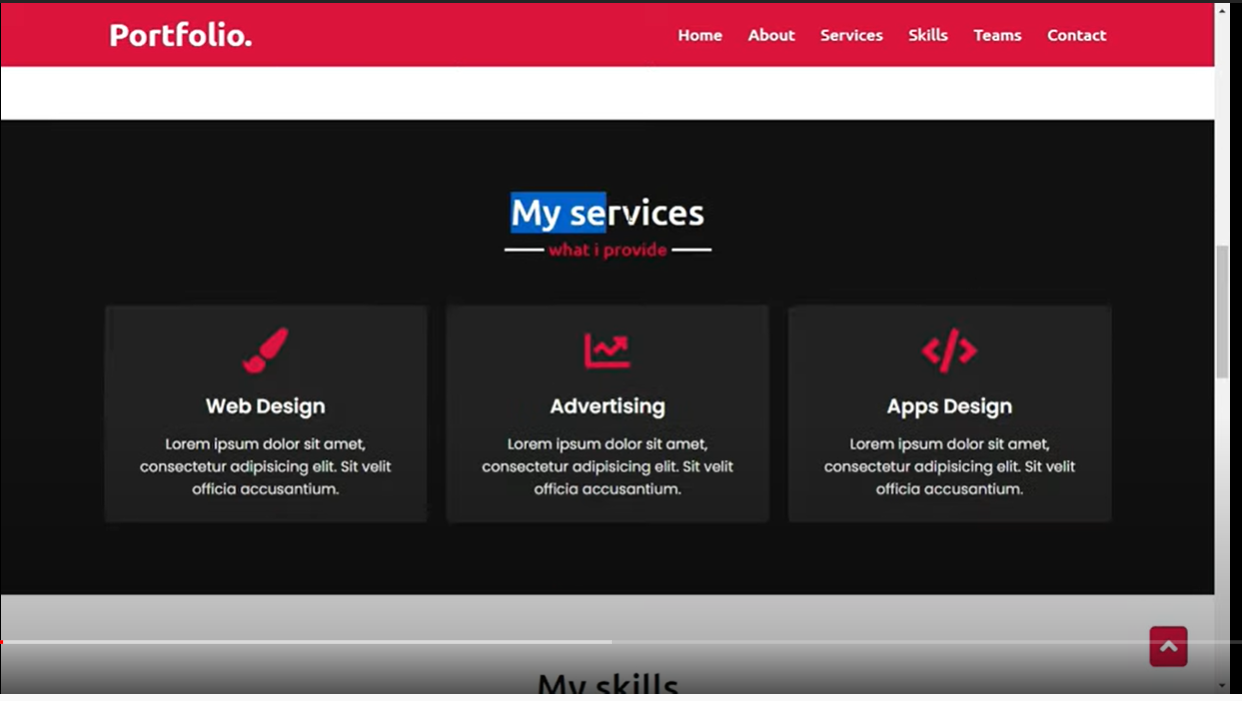 Portfolio.
Home About Services Skills Teams Contact
My services
what i provide
Web Design
Lorem ipsum dolor sit amet,
consectetur adipisicing elit. Sit velit
officia accusantium.
Advertising
Lorem ipsum dolor sit amet,
consectetur adipisicing elit. Sit velit
officia accusantium.
Apps Design
Lorem ipsum dolor sit amet,
consectetur adipisicing elit. Sit velit
officia accusantium.
My skills